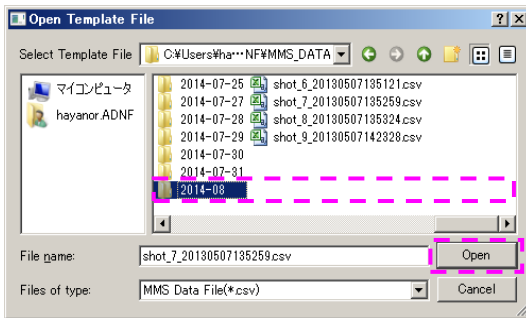 Open Template File
Select Template File C:¥Users¥ha･･･NF¥MMS_DATA
マイコンピュータ
hayanor.ADNF
2014-07-25 shot_6_20130507135121.csv
2014-07-27 shot_7_20130507135259.csv
2014-07-28 shot_8_20130507135324.csv
2014-07-29 shot_9_20130507142328.csv
2014-07-30
2014-07-31
2014-08
File name: shot_7_20130507135259.csv Open
Files of type: MMS Data File(*.csv) Cancel